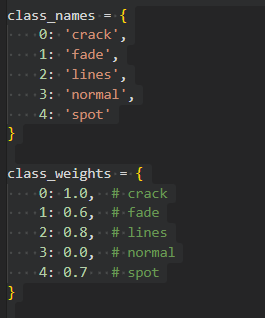 class_names = {
    0: 'crack',
    1: 'fade',
    2: 'lines',
    3: 'normal',
    4: 'spot'
}
class_weights = {
    0: 1.0,  # crack
    1: 0.6,  # fade
    2: 0.8,  # lines
    3: 0.0,  # normal
    4: 0.7   # spot
}